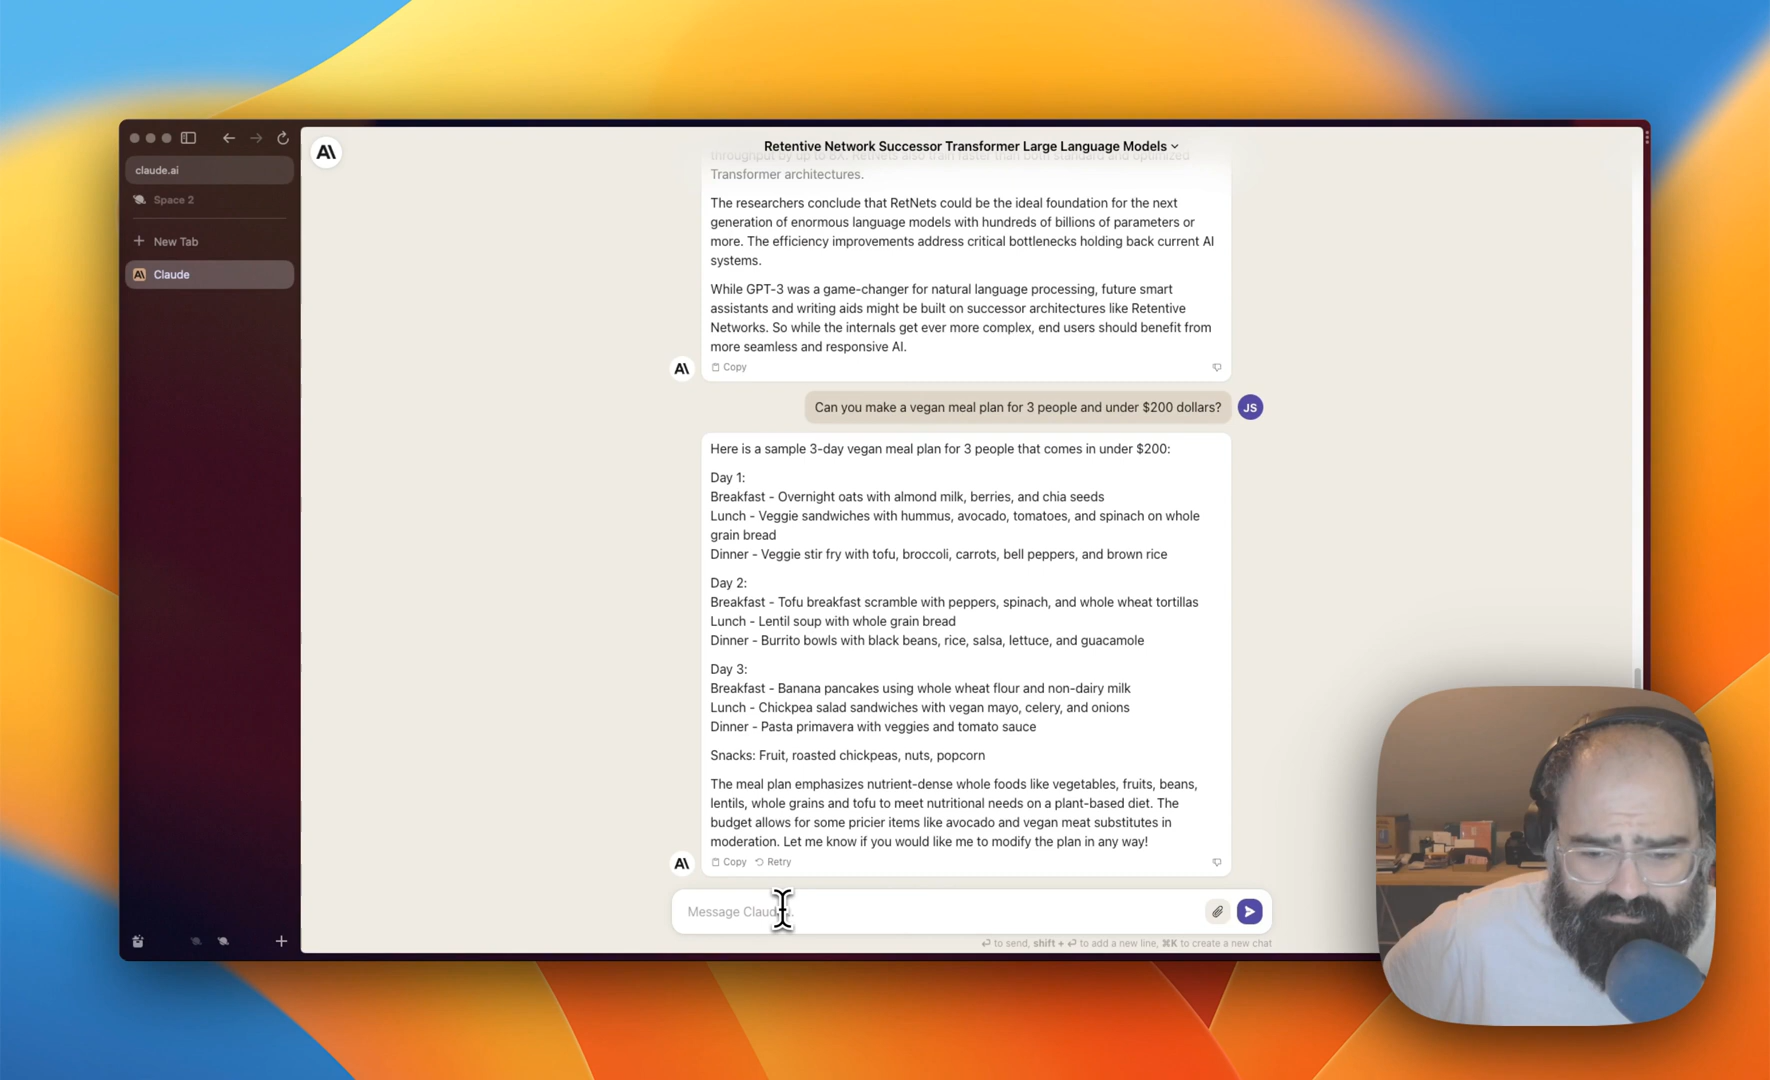 claude.ai
Space 2
New Tab
Claude
A\
Retentive Network Successor Transformer Large Language Models
throughput by up to 8X. RetNets also train faster than both standard and optimized
Transformer architectures.
The researchers conclude that RetNets could be the ideal foundation for the next
generation of enormous language models with hundreds of billions of parameters or
more. The efficiency improvements address critical bottlenecks holding back current AI
systems.
While GPT-3 was a game-changer for natural language processing, future smart
assistants and writing aids might be built on successor architectures like Retentive
Networks. So while the internals get ever more complex, end users should benefit from
more seamless and responsive AI.
A\ Copy
Can you make a vegan meal plan for 3 people and under $200 dollars? JS
Here is a sample 3-day vegan meal plan for 3 people that comes in under $200:
Day 1:
Breakfast - Overnight oats with almond milk, berries, and chia seeds
Lunch - Veggie sandwiches with hummus, avocado, tomatoes, and spinach on whole
grain bread
Dinner - Veggie stir fry with tofu, broccoli, carrots, bell peppers, and brown rice
Day 2:
Breakfast - Tofu breakfast scramble with peppers, spinach, and whole wheat tortillas
Lunch - Lentil soup with whole grain bread
Dinner - Burrito bowls with black beans, rice, salsa, lettuce, and guacamole
Day 3:
Breakfast - Banana pancakes using whole wheat flour and non-dairy milk
Lunch - Chickpea salad sandwiches with vegan mayo, celery, and onions
Dinner - Pasta primavera with veggies and tomato sauce
Snacks: Fruit, roasted chickpeas, nuts, popcorn
The meal plan emphasizes nutrient-dense whole foods like vegetables, fruits, beans,
lentils, whole grains and tofu to meet nutritional needs on a plant-based diet. The
budget allows for some pricier items like avocado and vegan meat substitutes in
moderation. Let me know if you would like me to modify the plan in any way!
A\ Copy Retry
Message Claude...
⏎ to send, shift + ⏎ to add a new line, ⌘K to create a new chat